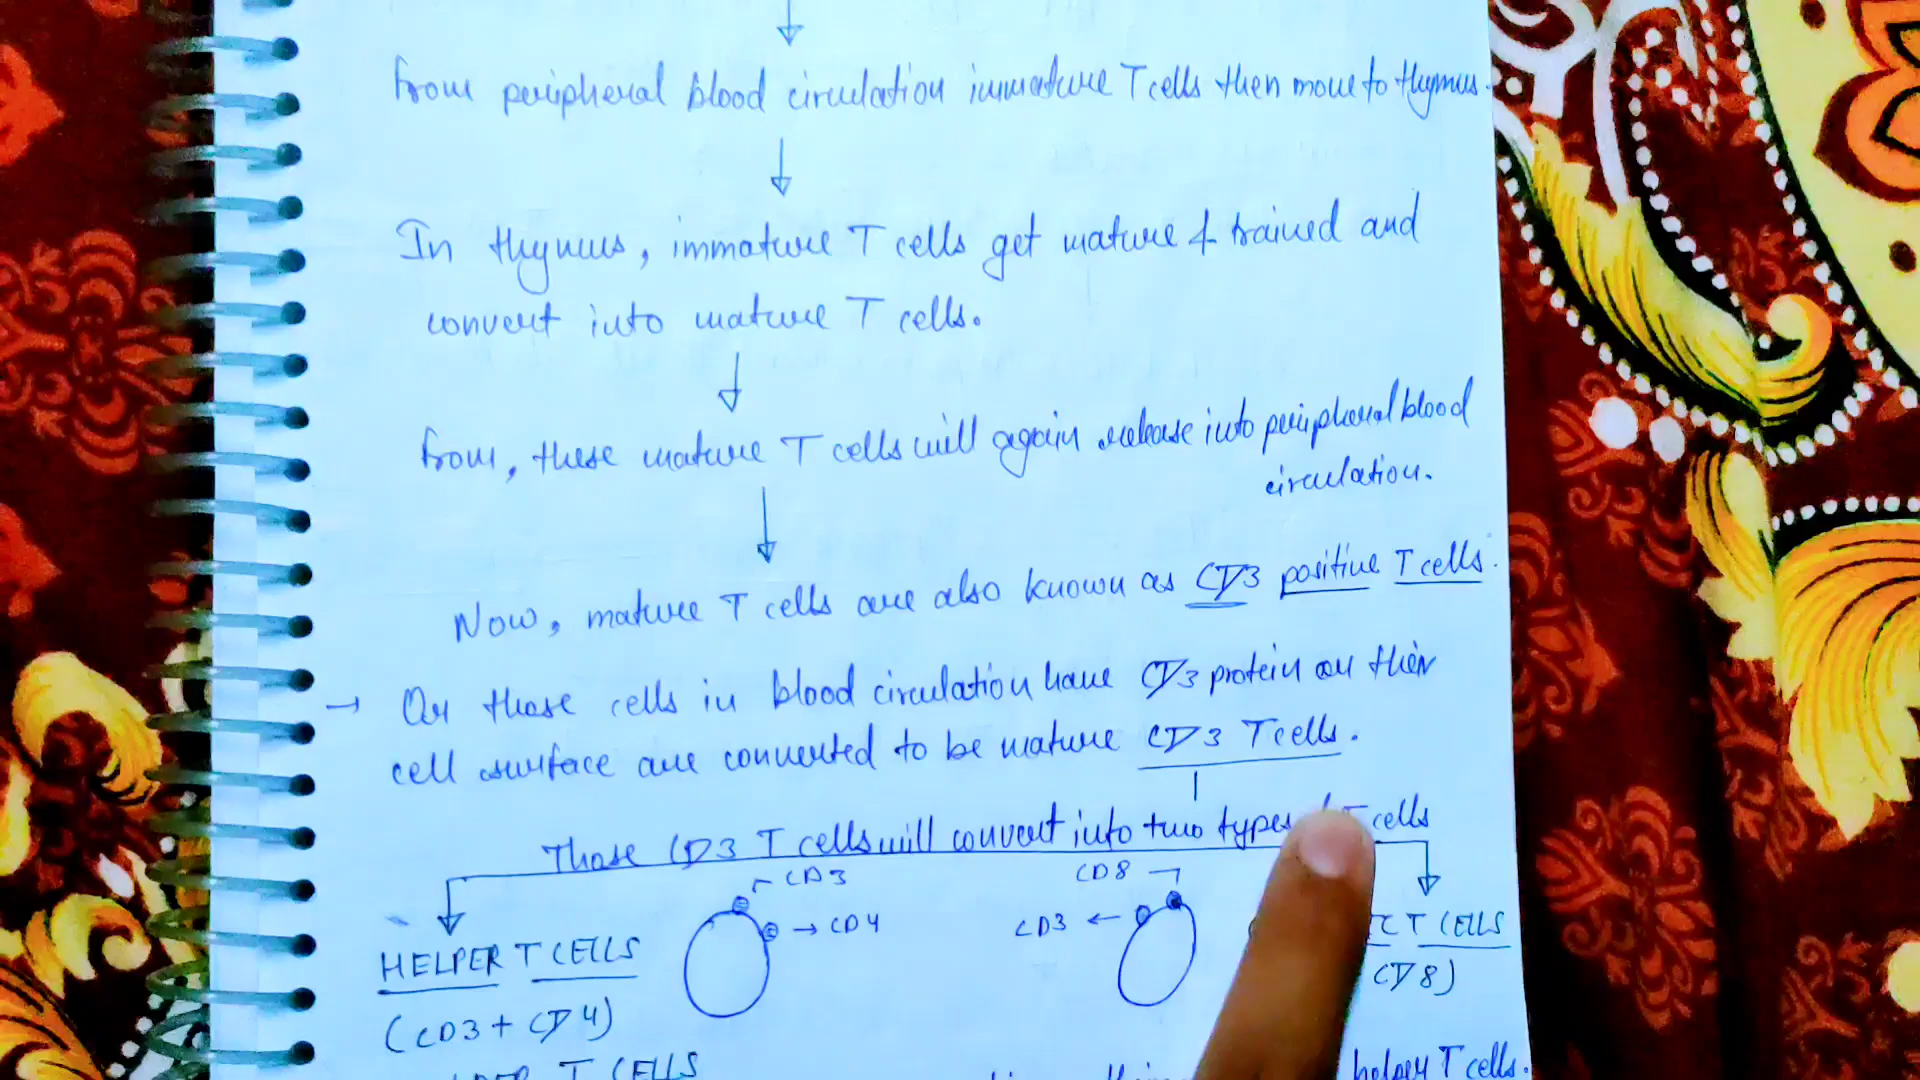 from peripheral blood circulation immature T cells then move to thymus.
In thymus, immature T cells get mature & trained and
convert into mature T cells.
from, these mature T cells will again release into peripheral blood
circulation.
Now, mature T cells are also known as CD3 positive T cells.
→ Or those cells in blood circulation have CD3 protein on their
cell surface are converted to be mature CD3 T cells.
Those CD3 T cells will convert into two types T cells
CD3
CD8
CD4
CD3
HELPER T CELLS
T CELLS
(CD3 + CD4)
CD8)
T CELLS
helper T cells.